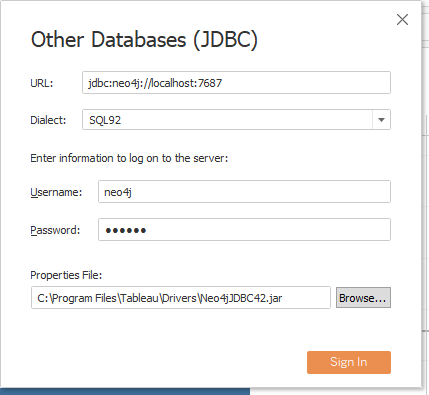 Other Databases (JDBC)
URL: jdbc:neo4j://localhost:7687
Dialect: SQL92
Enter information to log on to the server:
Username: neo4j
Password: ••••••
Properties File:
C:\Program Files\Tableau\Drivers\Neo4jJDBC42.jar Browse...
Sign In